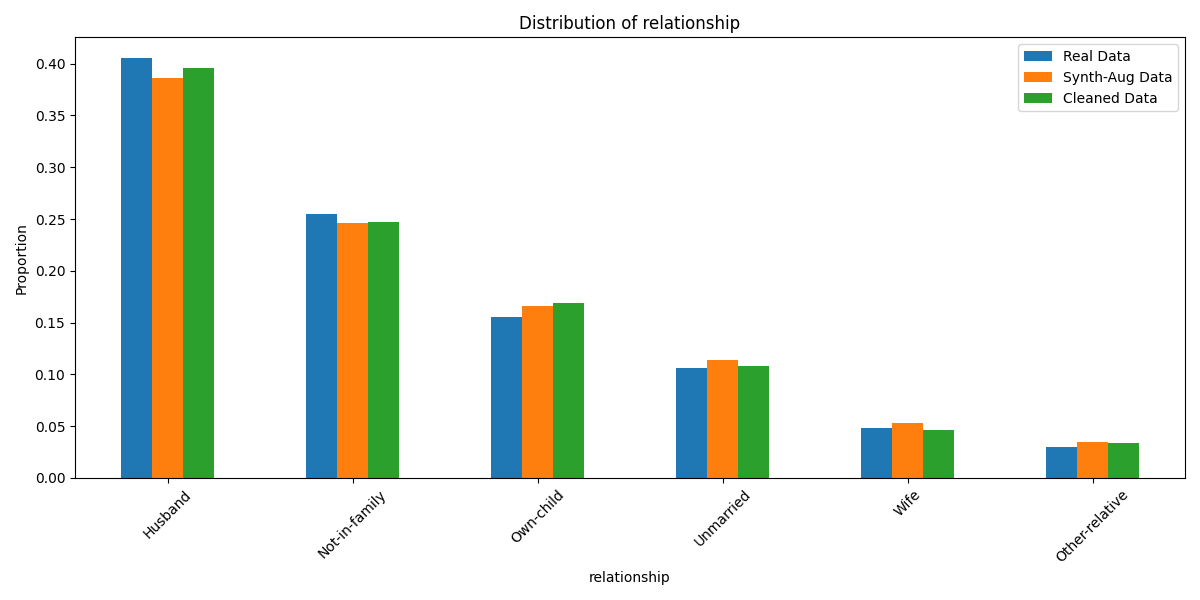 Distribution of relationship
Real Data
Synth-Aug Data
Cleaned Data
Proportion
0.40
0.35
0.30
0.25
0.20
0.15
0.10
0.05
0.00
Husband
Not-in-family
Own-child
Unmarried
Wife
Other-relative
relationship